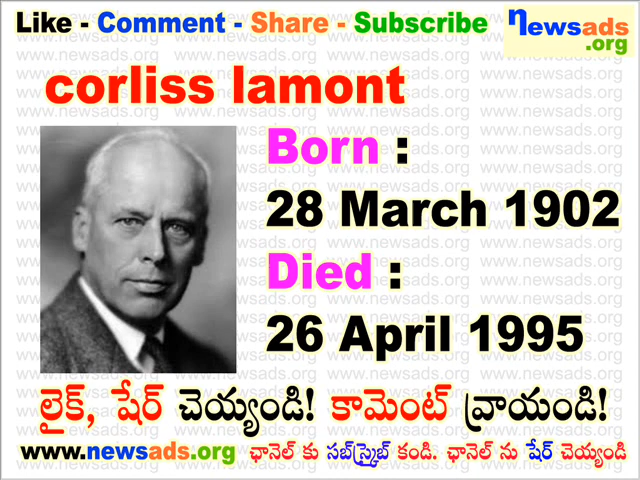 Like - Comment - Share - Subscribe
newsads
.org
corliss lamont
Born :
28 March 1902
Died :
26 April 1995
లైక్, షేర్ చెయ్యండి! కామెంట్ వ్రాయండి!
www.newsads.org ఛానెల్ కు సబ్‌స్క్రైబ్ కండి. ఛానెల్ ను షేర్ చెయ్యండి